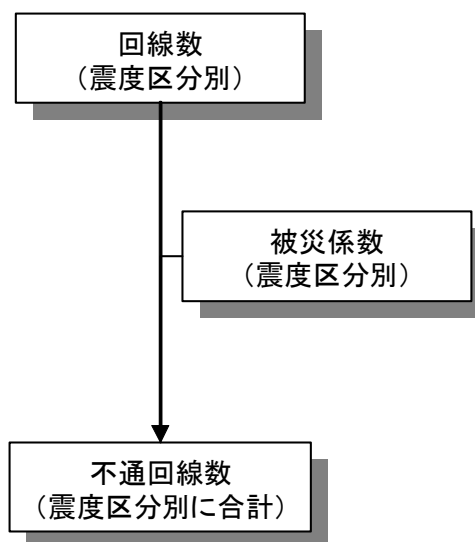 回線数
（震度区分別）
被災係数
（震度区分別）
不通回線数
（震度区分別に合計）